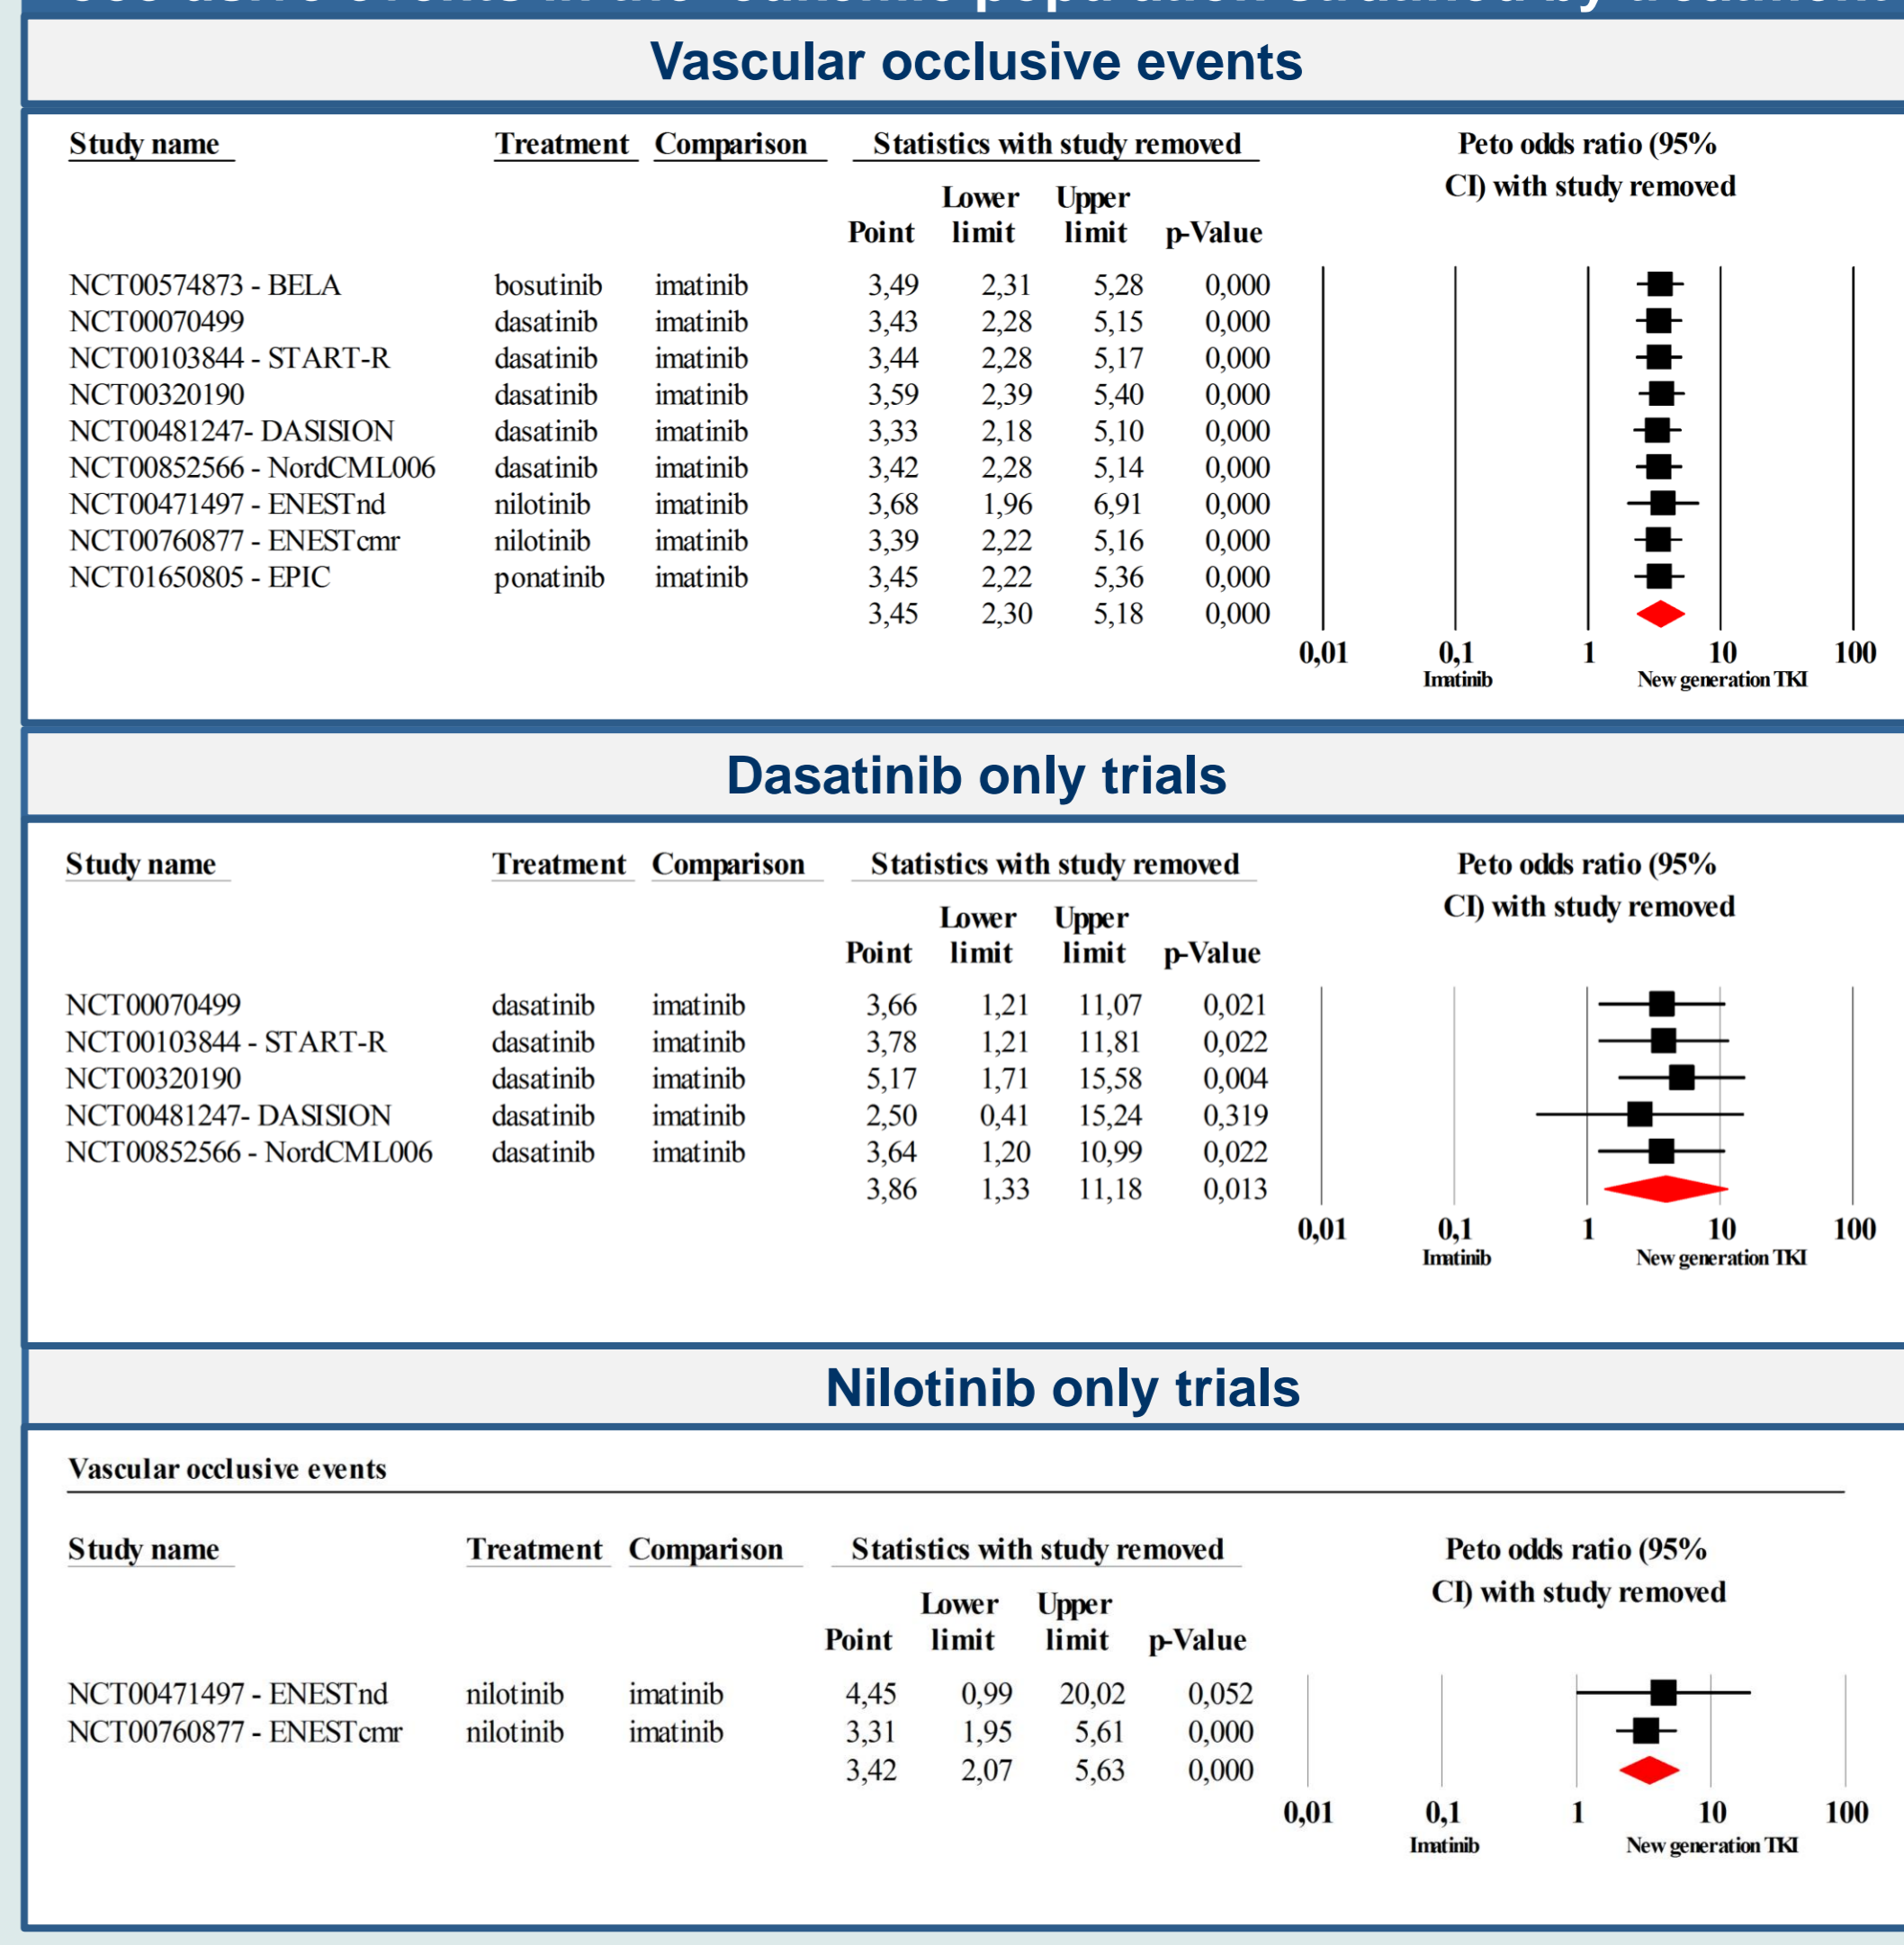 Vascular occlusive events
Study name Treatment Comparison Statistics with study removed Peto odds ratio (95%
CI) with study removed
Lower Upper
Point limit limit p-Value
NCT00574873 - BELA bosutinib imatinib 3,49 2,31 5,28 0,000
NCT00070499 dasatinib imatinib 3,43 2,28 5,15 0,000
NCT00103844 - START-R dasatinib imatinib 3,44 2,28 5,17 0,000
NCT00320190 dasatinib imatinib 3,59 2,39 5,40 0,000
NCT00481247- DASISION dasatinib imatinib 3,33 2,18 5,10 0,000
NCT00852566 - NordCML006 dasatinib imatinib 3,42 2,28 5,14 0,000
NCT00471497 - ENESTnd nilotinib imatinib 3,68 1,96 6,91 0,000
NCT00760877 - ENESTcmr nilotinib imatinib 3,39 2,22 5,16 0,000
NCT01650805 - EPIC ponatinib imatinib 3,45 2,22 5,36 0,000
3,45 2,30 5,18 0,000
0,01 0,1 1 10 100
Imatinib New generation TKI
Dasatinib only trials
Study name Treatment Comparison Statistics with study removed Peto odds ratio (95%
CI) with study removed
Lower Upper
Point limit limit p-Value
NCT00070499 dasatinib imatinib 3,66 1,21 11,07 0,021
NCT00103844 - START-R dasatinib imatinib 3,78 1,21 11,81 0,022
NCT00320190 dasatinib imatinib 5,17 1,71 15,58 0,004
NCT00481247- DASISION dasatinib imatinib 2,50 0,41 15,24 0,319
NCT00852566 - NordCML006 dasatinib imatinib 3,64 1,20 10,99 0,022
3,86 1,33 11,18 0,013
0,01 0,1 1 10 100
Imatinib New generation TKI
Nilotinib only trials
Vascular occlusive events
Study name Treatment Comparison Statistics with study removed Peto odds ratio (95%
CI) with study removed
Lower Upper
Point limit limit p-Value
NCT00471497 - ENESTnd nilotinib imatinib 4,45 0,99 20,02 0,052
NCT00760877 - ENESTcmr nilotinib imatinib 3,31 1,95 5,61 0,000
3,42 2,07 5,63 0,000
0,01 0,1 1 10 100
Imatinib New generation TKI